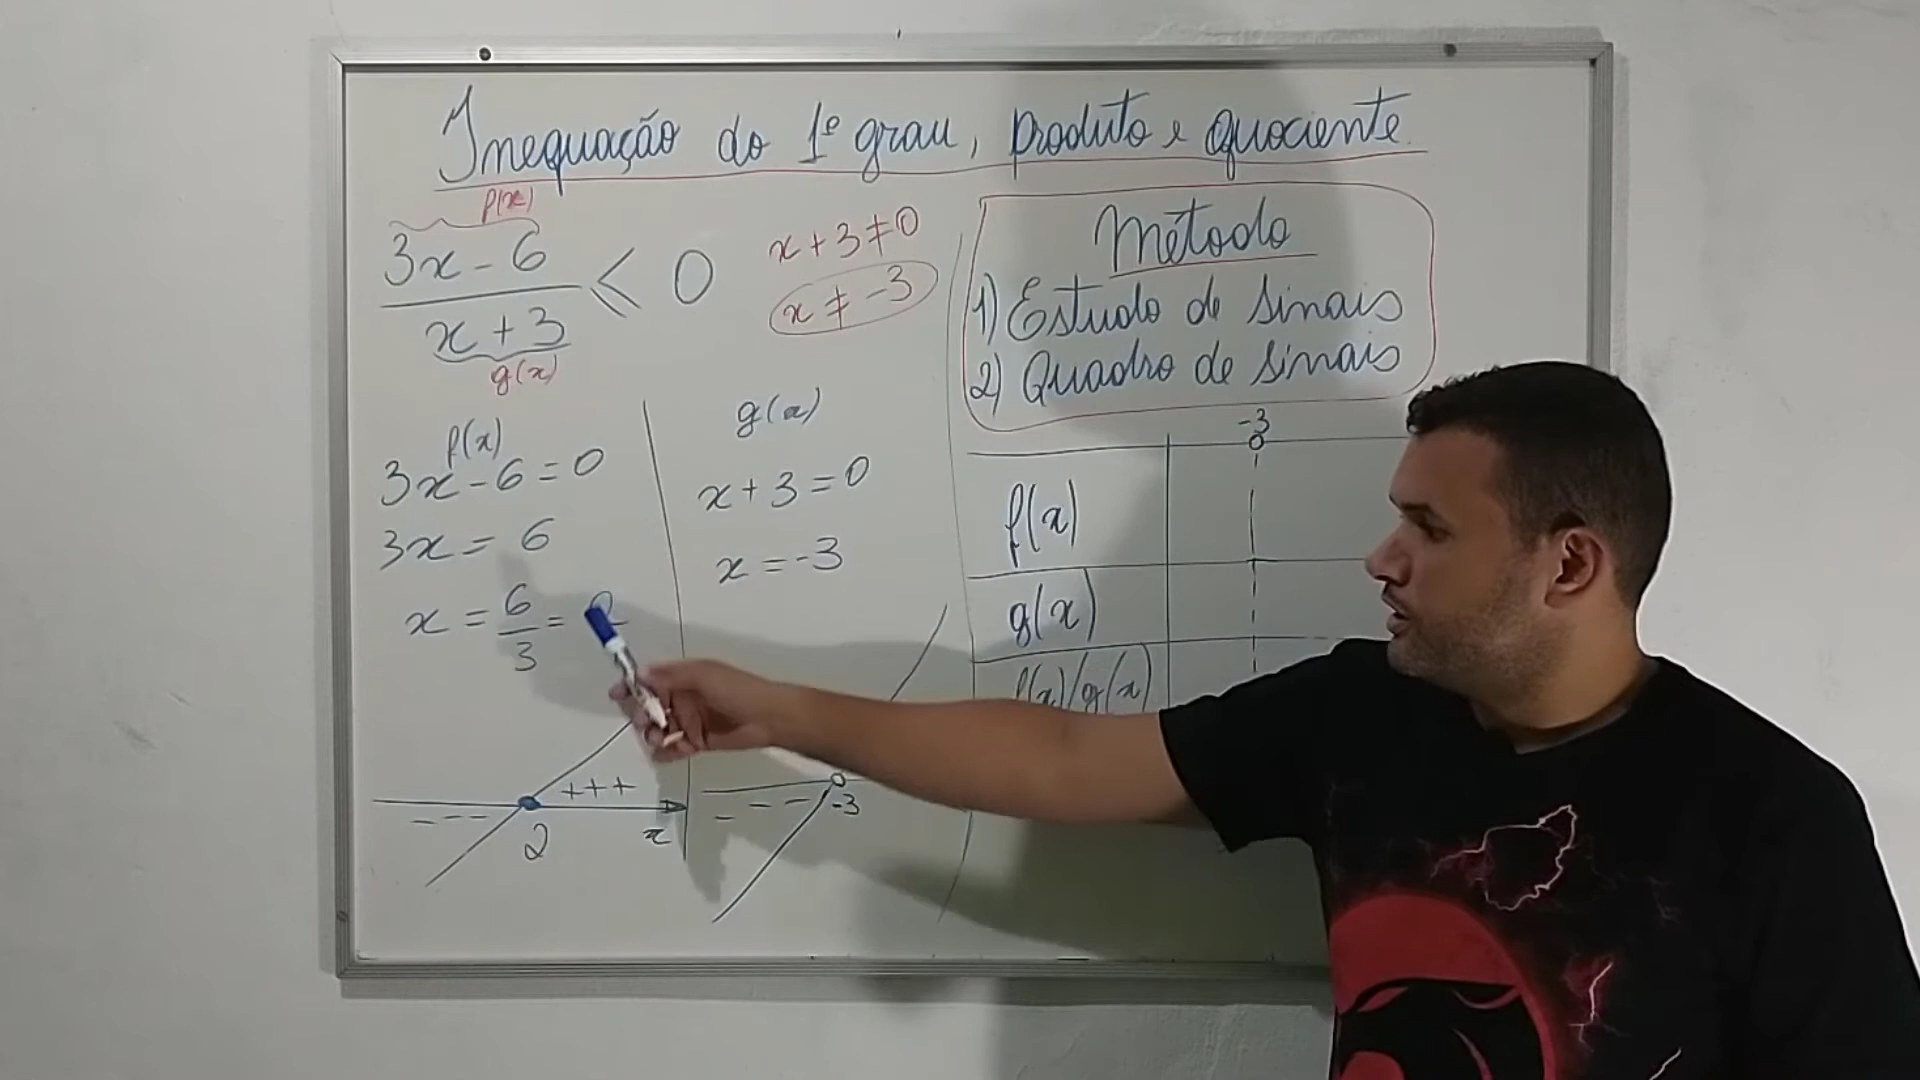 Inequação do 1º grau, produto e quociente.
f(x)
3x - 6
x + 3
≤ 0
g(x)
x + 3 ≠ 0
x ≠ -3
Método
1) Estudo de sinais
2) Quadro de sinais
f(x)
3x - 6 = 0
3x = 6
x = 6/3 = 2
+ + +
- - -
2
x
g(x)
x + 3 = 0
x = -3
- - -
-3
-3
f(x)
g(x)
f(x)/g(x)